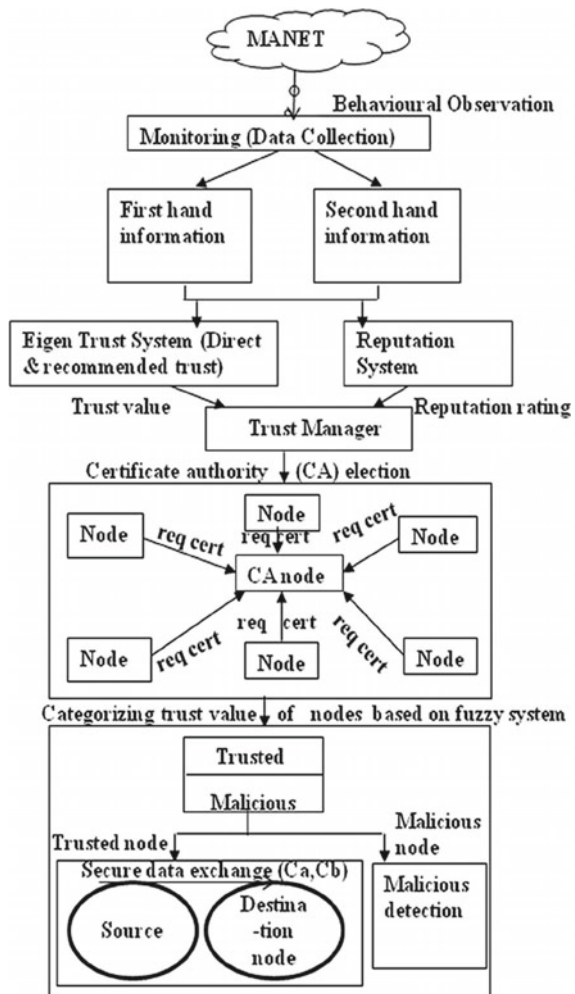 MANET
Behavioural Observation
Monitoring (Data Collection)
First hand
information
Second hand
information
Eigen Trust System (Direct
& recommended trust)
Reputation
System
Trust value
Reputation rating
Trust Manager
Certificate authority (CA) election
Node
Node
Node
req cert
req cert
req cert
CA node
req cert
req cert
req cert
Node
Node
Node
Categorizing trust value of nodes based on fuzzy system
Trusted
Malicious
Trusted node
Malicious
node
Secure data exchange (Ca,Cb)
Source
Destina
-tion
node
Malicious
detection